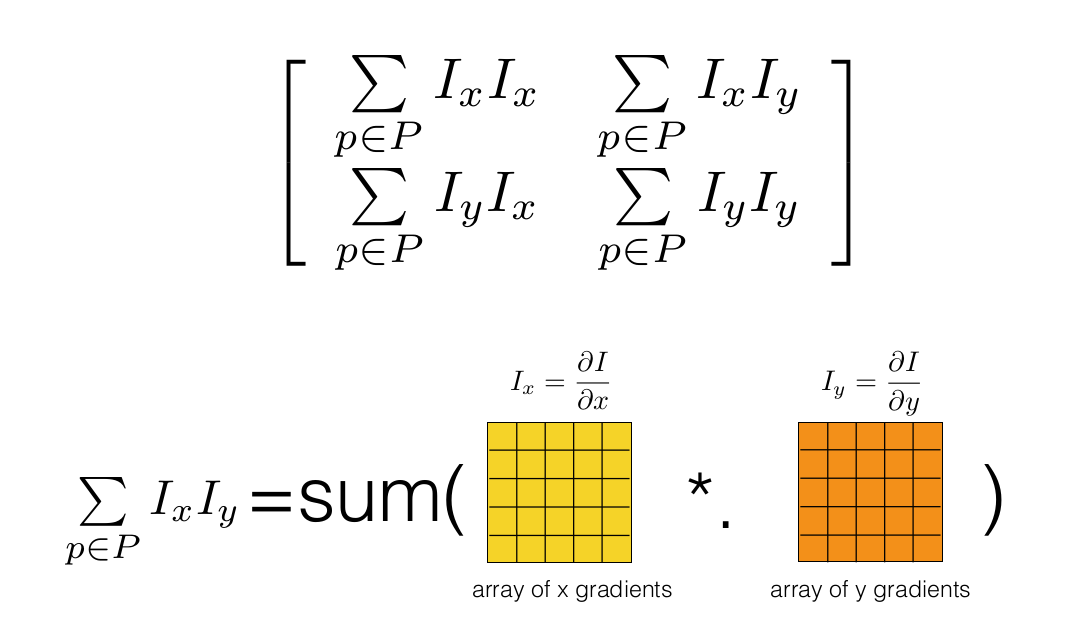 [ ∑_{p∈P} I_x I_x   ∑_{p∈P} I_x I_y
∑_{p∈P} I_y I_x   ∑_{p∈P} I_y I_y ]
I_x = ∂I/∂x   I_y = ∂I/∂y
∑_{p∈P} I_x I_y =sum( *. )
array of x gradients   array of y gradients